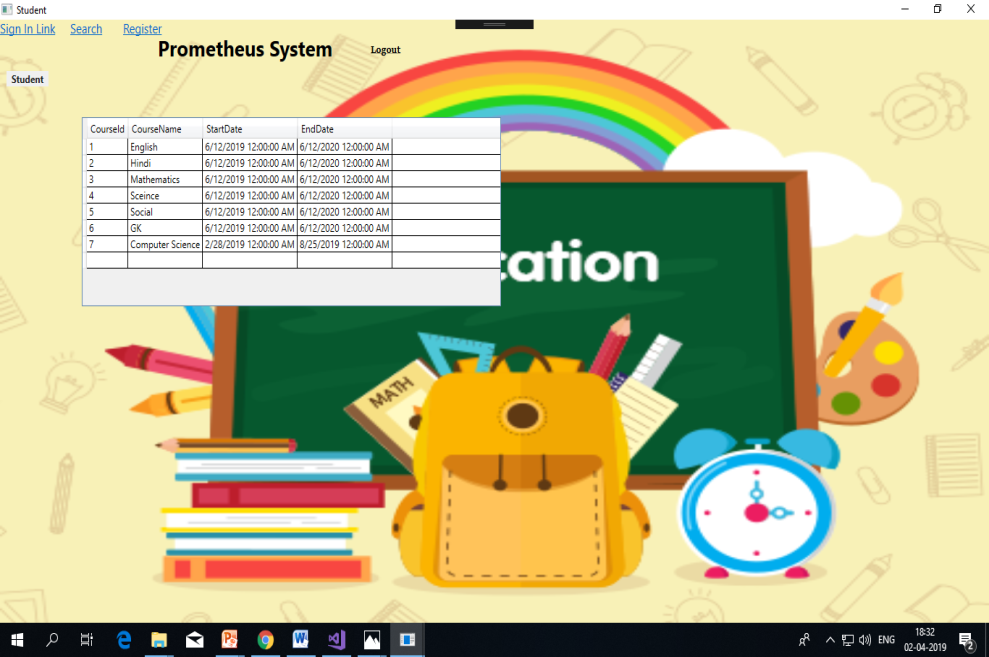 Student
Sign In Link Search Register
Prometheus System Logout
Student
CourseId CourseName StartDate EndDate
1 English 6/12/2019 12:00:00 AM 6/12/2020 12:00:00 AM
2 Hindi 6/12/2019 12:00:00 AM 6/12/2020 12:00:00 AM
3 Mathematics 6/12/2019 12:00:00 AM 6/12/2020 12:00:00 AM
4 Sceince 6/12/2019 12:00:00 AM 6/12/2020 12:00:00 AM
5 Social 6/12/2019 12:00:00 AM 6/12/2020 12:00:00 AM
6 GK 6/12/2019 12:00:00 AM 6/12/2020 12:00:00 AM
7 Computer Science 2/28/2019 12:00:00 AM 8/25/2019 12:00:00 AM
cation
MATH
ENG
18:32
02-04-2019
2